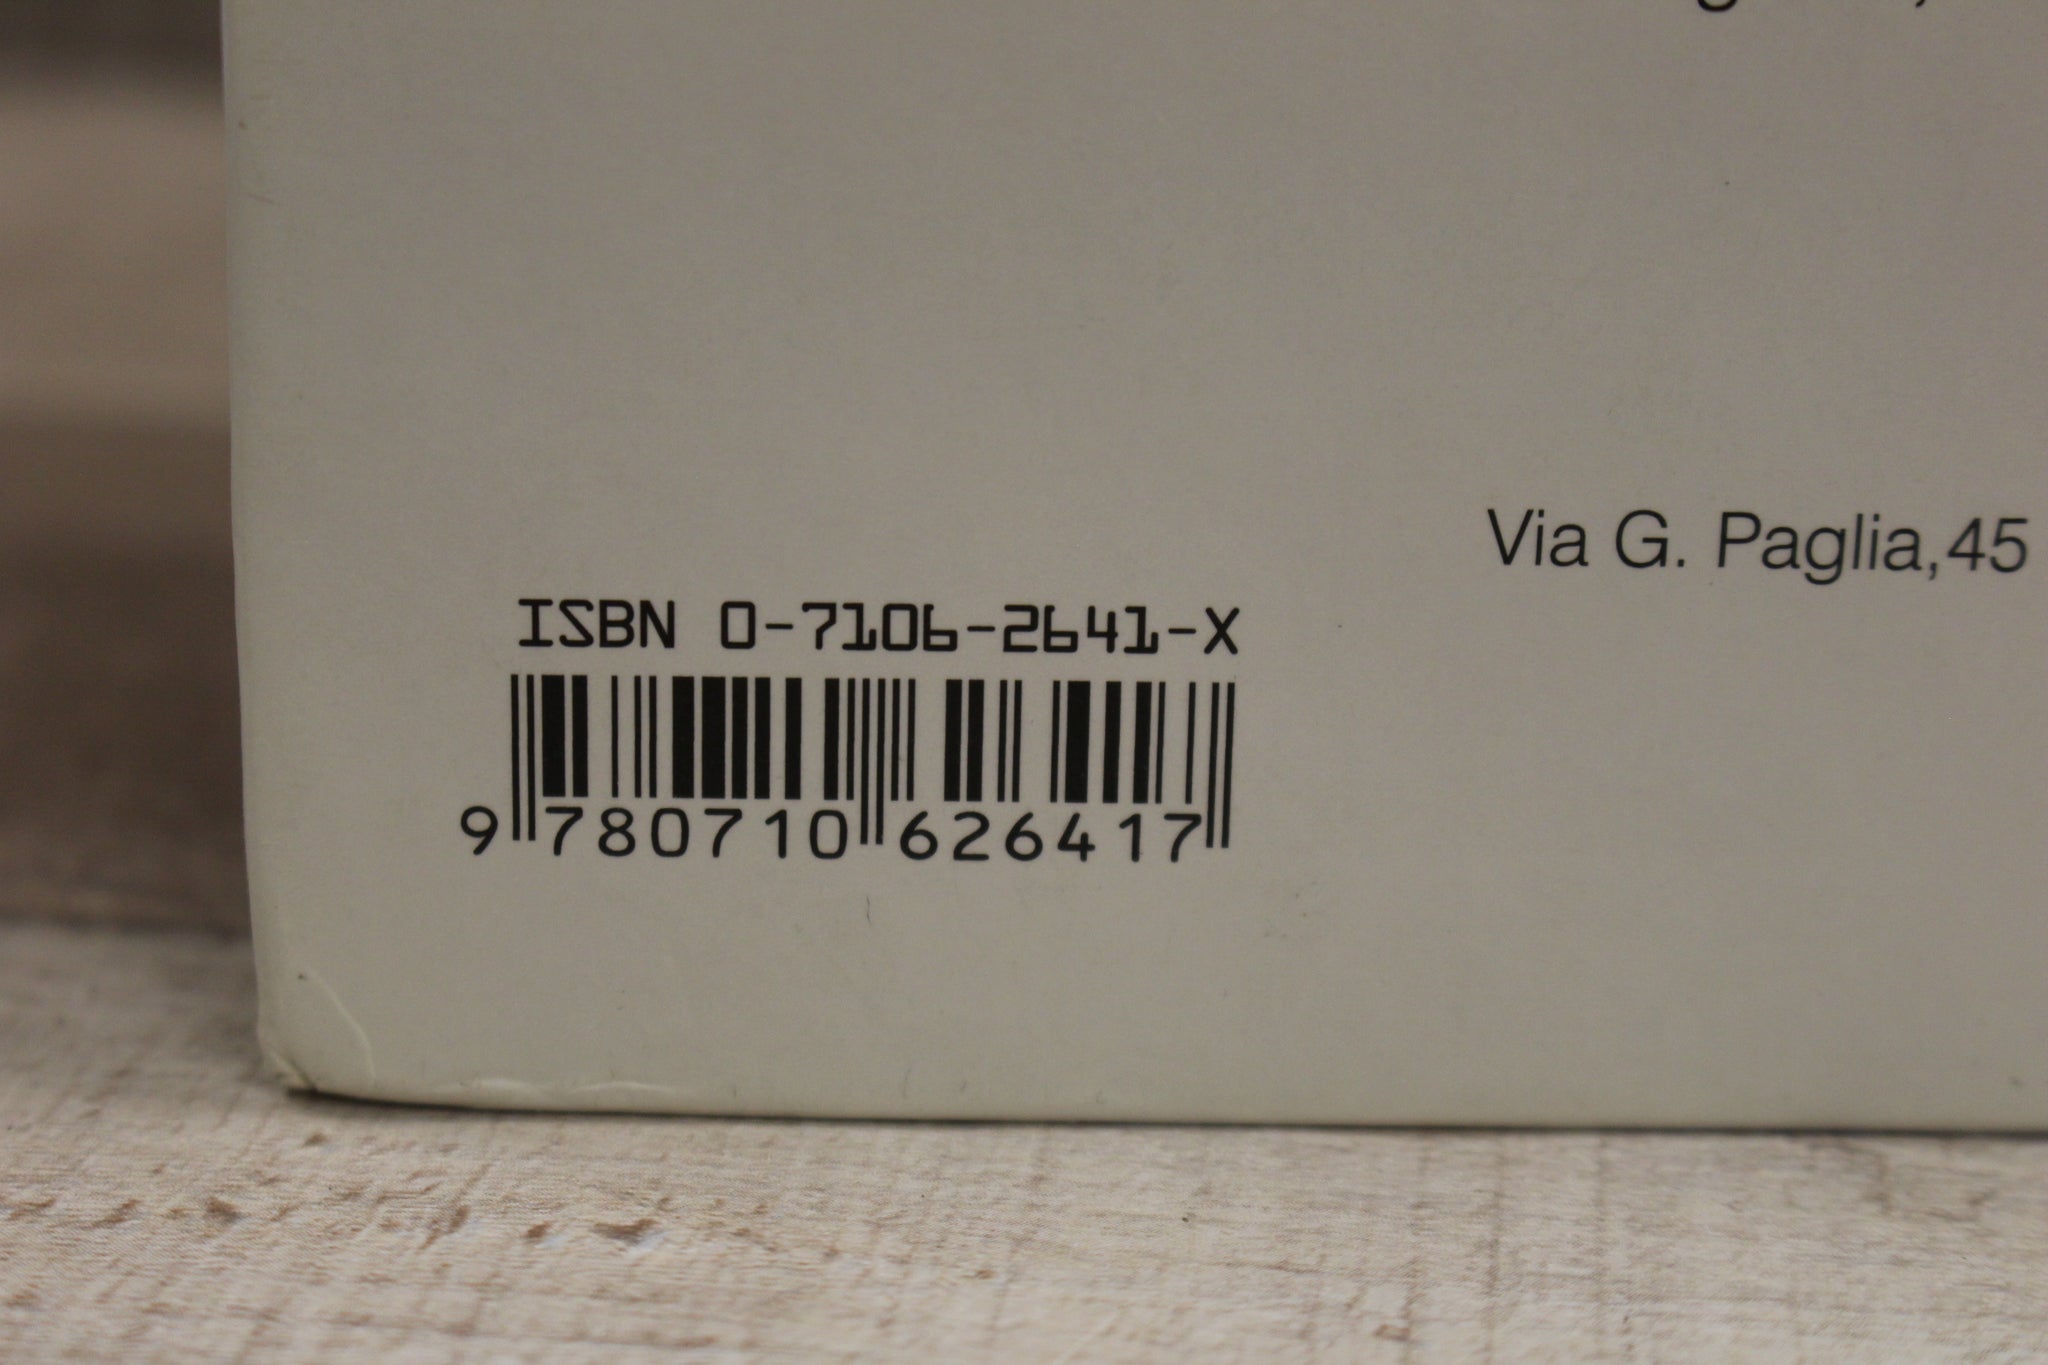 Via G. Paglia,45
ISBN 0-7106-2641-X
9 780710 626417